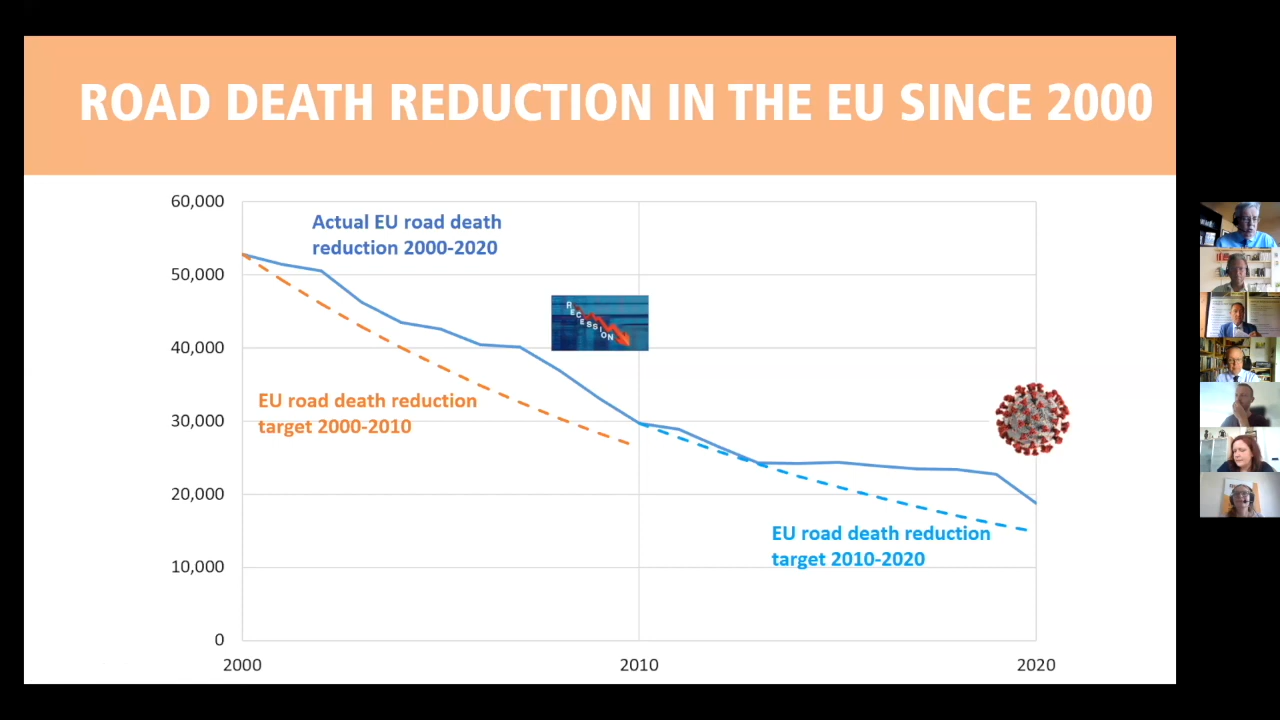 ROAD DEATH REDUCTION IN THE EU SINCE 2000
60,000
Actual EU road death
reduction 2000-2020
50,000
RECESSION
40,000
EU road death reduction
target 2000-2010
30,000
20,000
EU road death reduction
target 2010-2020
10,000
0
2000
2010
2020